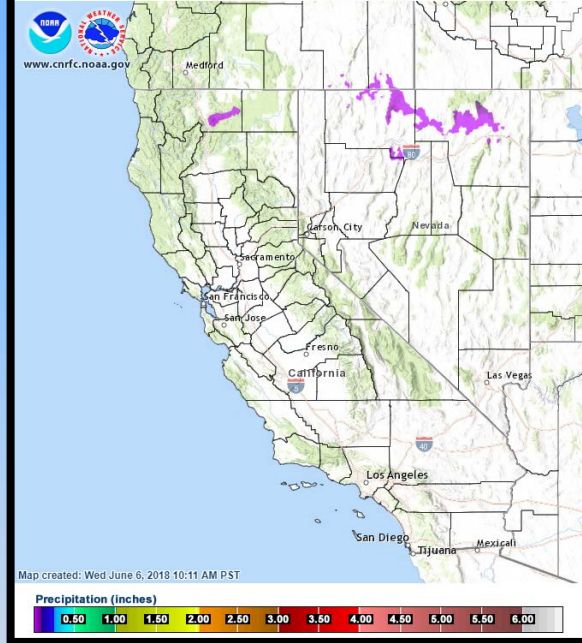 NOAA
NATIONAL WEATHER SERVICE
www.cnrfc.noaa.gov
Medford
80
Carson City
Nevada
Sacramento
San Francisco
San Jose
Fresno
California
5
Las Vegas
40
Los Angeles
San Diego
Tijuana
Mexicali
Map created: Wed June 6, 2018 10:11 AM PST
Precipitation (inches)
0.50 1.00 1.50 2.00 2.50 3.00 3.50 4.00 4.50 5.00 5.50 6.00